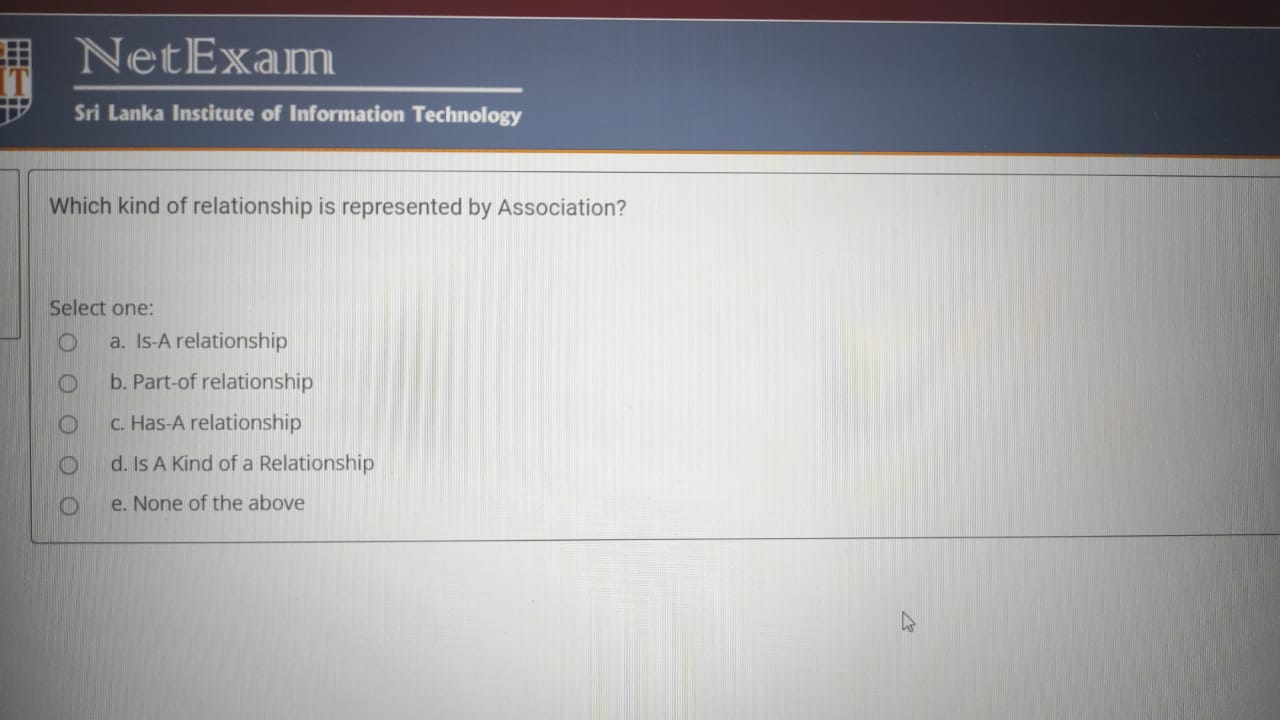 IT
NetExam
Sri Lanka Institute of Information Technology
Which kind of relationship is represented by Association?
Select one:
a. Is-A relationship
b. Part-of relationship
c. Has-A relationship
d. Is A Kind of a Relationship
e. None of the above